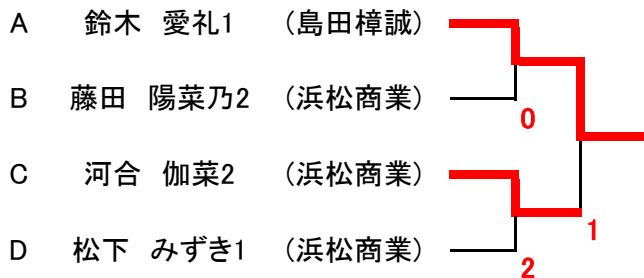 A 鈴木 愛礼1 (島田樟誠)
B 藤田 陽菜乃2 (浜松商業)
0
C 河合 伽菜2 (浜松商業)
1
D 松下 みずき1 (浜松商業)
2